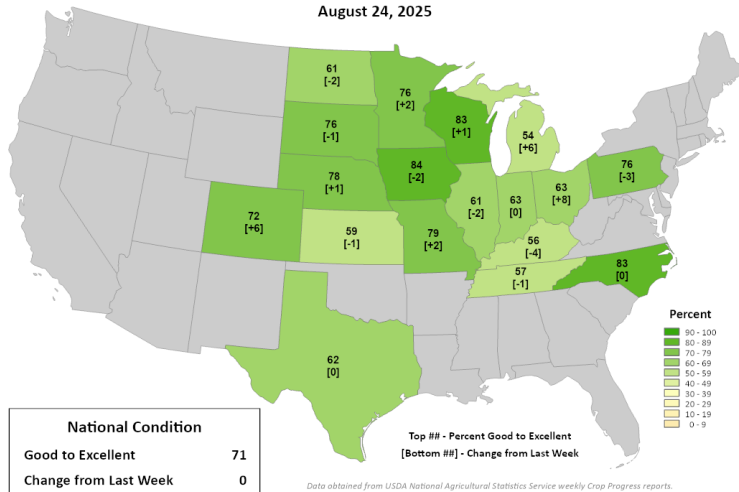 August 24, 2025
61
[-2]
76
[+2]
83
[+1]
54
[+6]
76
[-1]
84
[-2]
76
[-3]
78
[+1]
61
[-2]
63
[0]
63
[+8]
72
[+6]
59
[-1]
79
[+2]
56
[-4]
57
[-1]
83
[0]
62
[0]
Percent
90 - 100
80 - 89
70 - 79
60 - 69
50 - 59
40 - 49
30 - 39
20 - 29
10 - 19
0 - 9
National Condition
Good to Excellent 71
Change from Last Week 0
Top ## - Percent Good to Excellent
[Bottom ##] - Change from Last Week
Data obtained from USDA National Agricultural Statistics Service weekly Crop Progress reports.